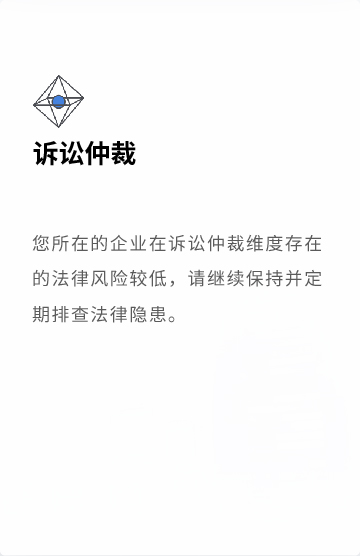 诉讼仲裁
您所在的企业在诉讼仲裁维度存在
的法律风险较低，请继续保持并定
期排查法律隐患。